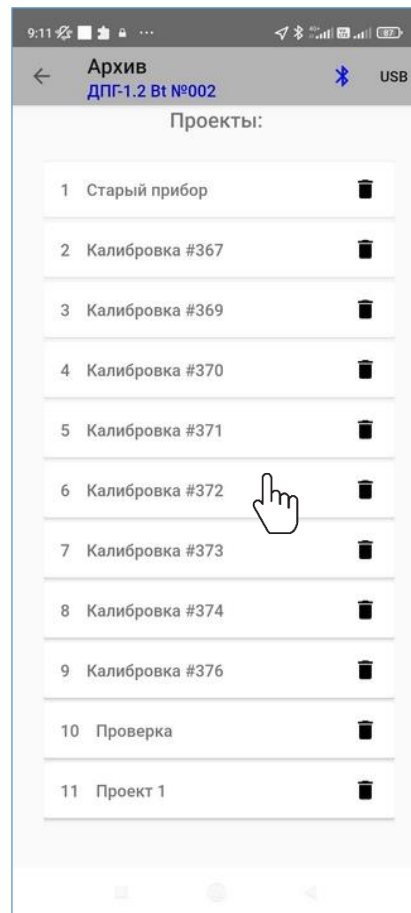 9:11 ... 87
Архив
ДПГ-1.2 Bt №002
USB
Проекты:
1 Старый прибор
2 Калибровка #367
3 Калибровка #369
4 Калибровка #370
5 Калибровка #371
6 Калибровка #372
7 Калибровка #373
8 Калибровка #374
9 Калибровка #376
10 Проверка
11 Проект 1